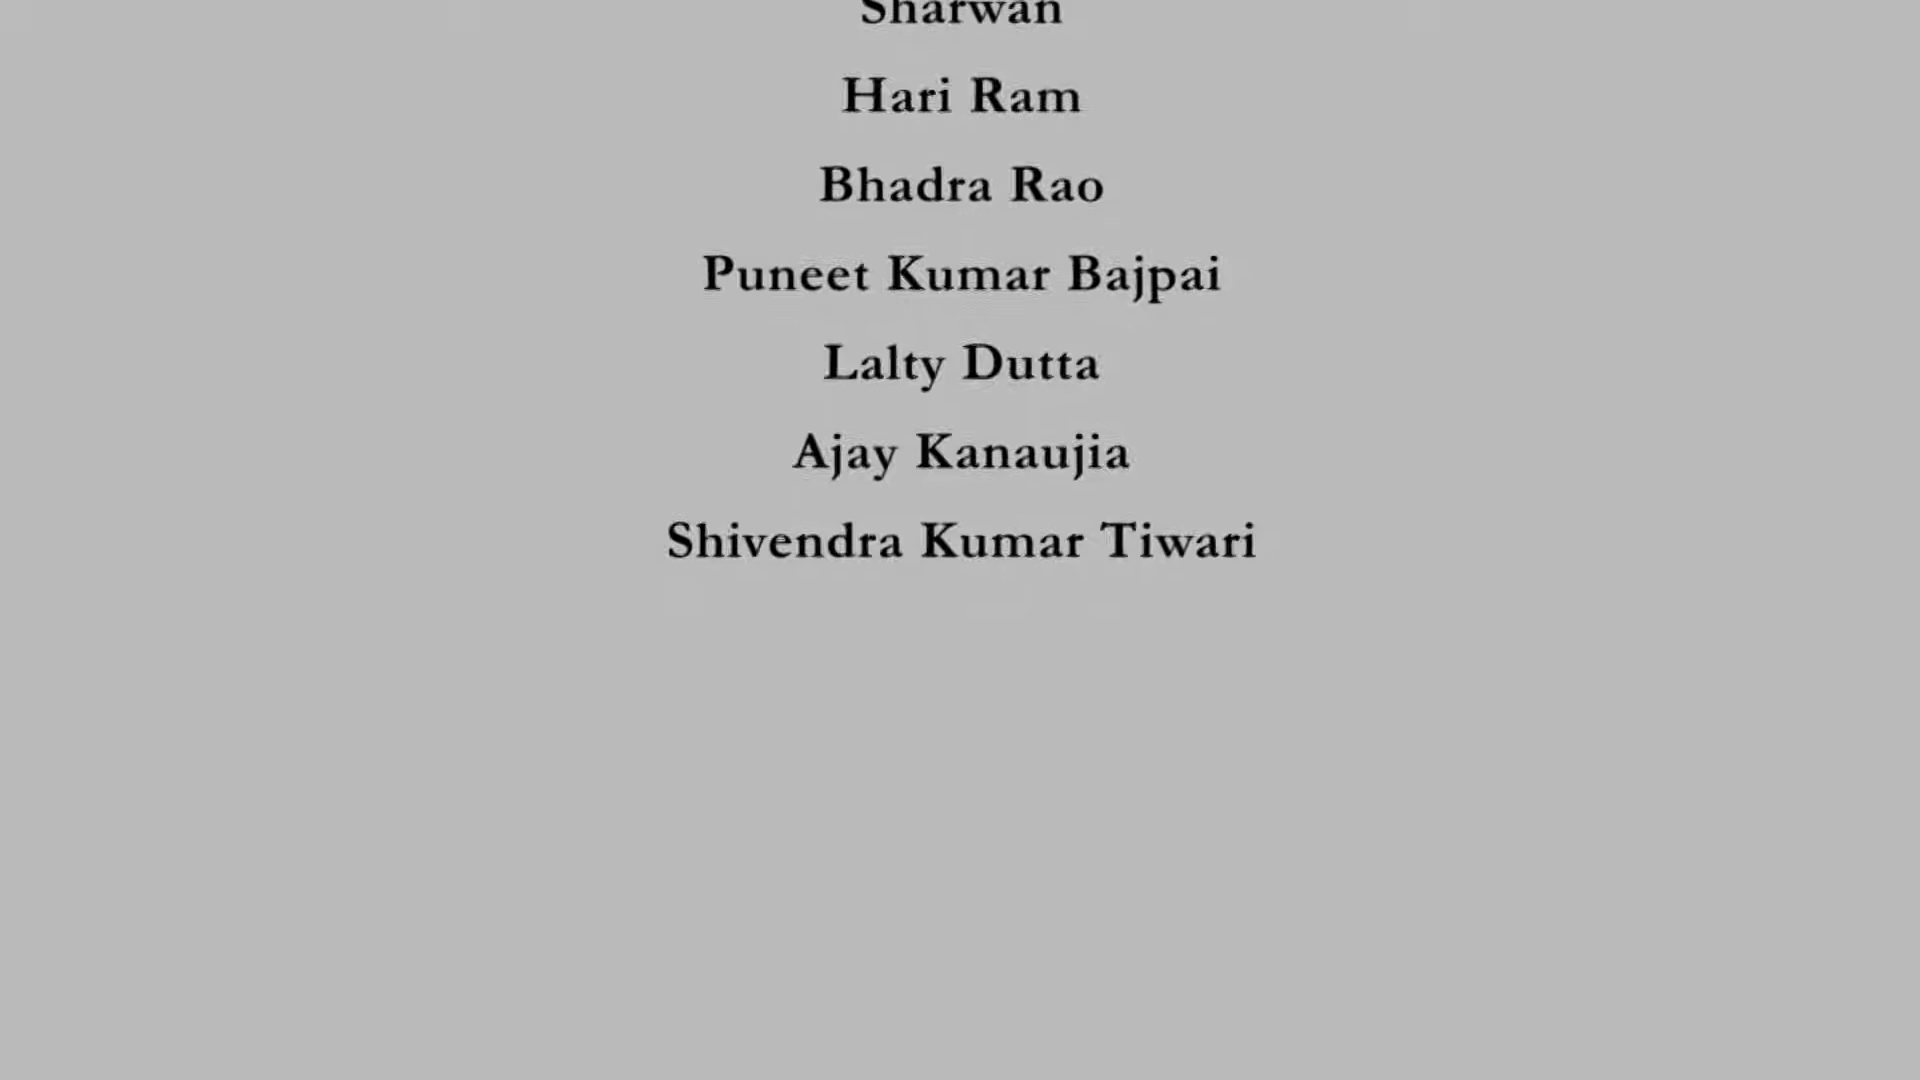 Sharwan
Hari Ram
Bhadra Rao
Puneet Kumar Bajpai
Lalty Dutta
Ajay Kanaujia
Shivendra Kumar Tiwari